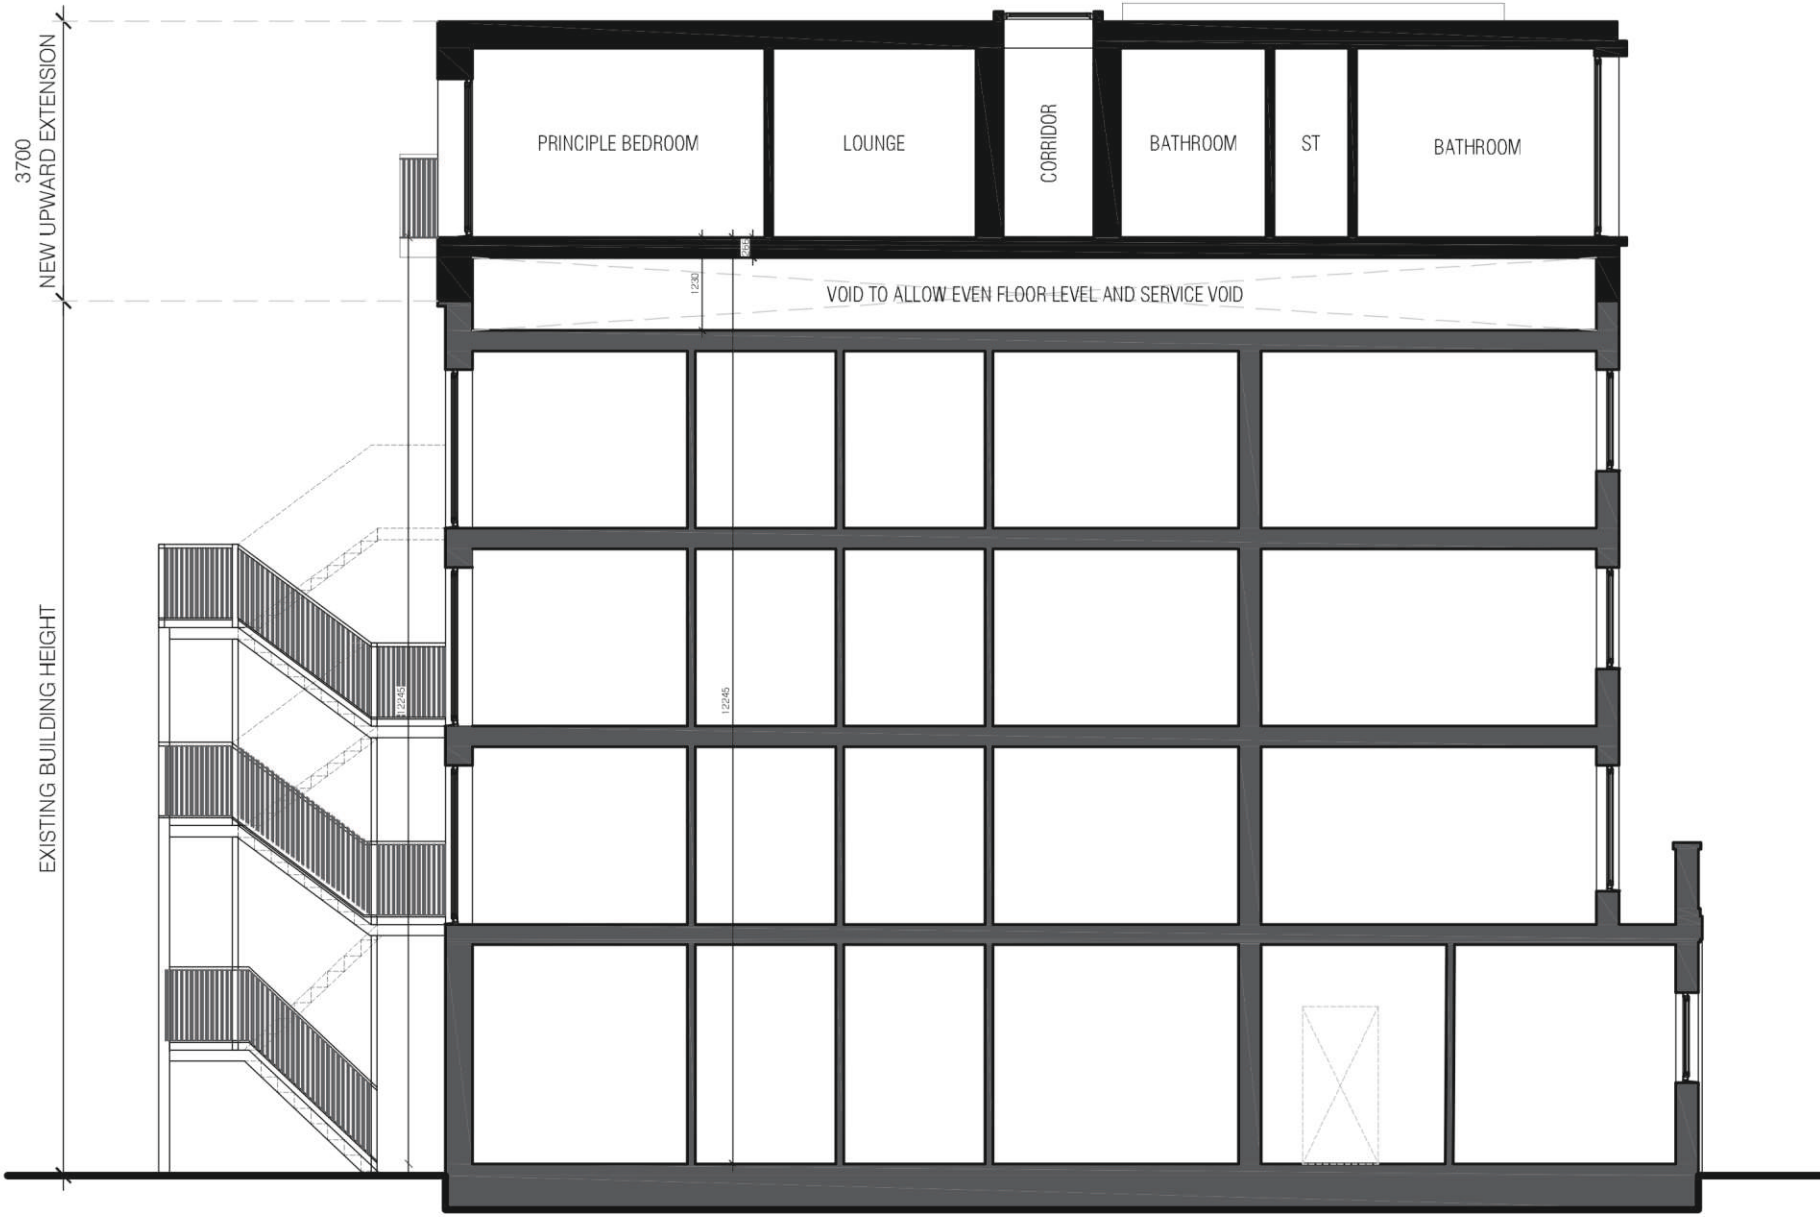 3700
NEW UPWARD EXTENSION
PRINCIPLE BEDROOM
LOUNGE
CORRIDOR
BATHROOM
ST
BATHROOM
1230
VOID TO ALLOW EVEN FLOOR LEVEL AND SERVICE VOID
EXISTING BUILDING HEIGHT
12245
12245